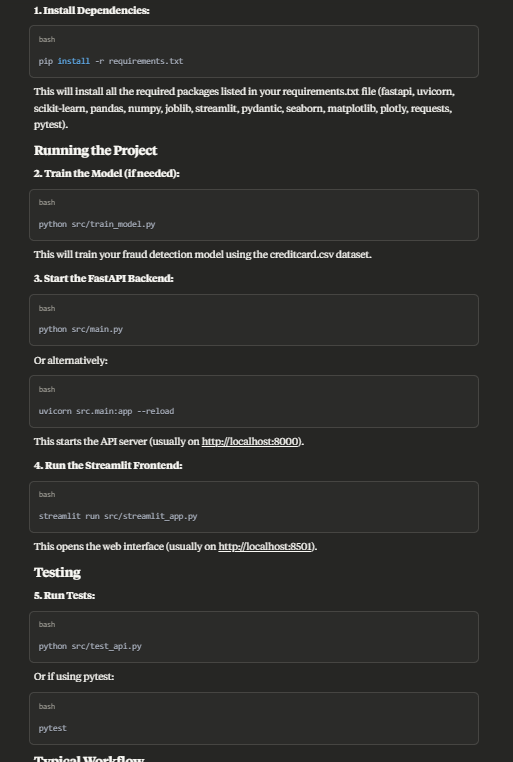 1. Install Dependencies:
bash
pip install -r requirements.txt
This will install all the required packages listed in your requirements.txt file (fastapi, uvicorn,
scikit-learn, pandas, numpy, joblib, streamlit, pydantic, seaborn, matplotlib, plotly, requests,
pytest).
Running the Project
2. Train the Model (if needed):
bash
python src/train_model.py
This will train your fraud detection model using the creditcard.csv dataset.
3. Start the FastAPI Backend:
bash
python src/main.py
Or alternatively:
bash
uvicorn src.main:app --reload
This starts the API server (usually on http://localhost:8000).
4. Run the Streamlit Frontend:
bash
streamlit run src/streamlit_app.py
This opens the web interface (usually on http://localhost:8501).
Testing
5. Run Tests:
bash
python src/test_api.py
Or if using pytest:
bash
pytest
Typical Workflow